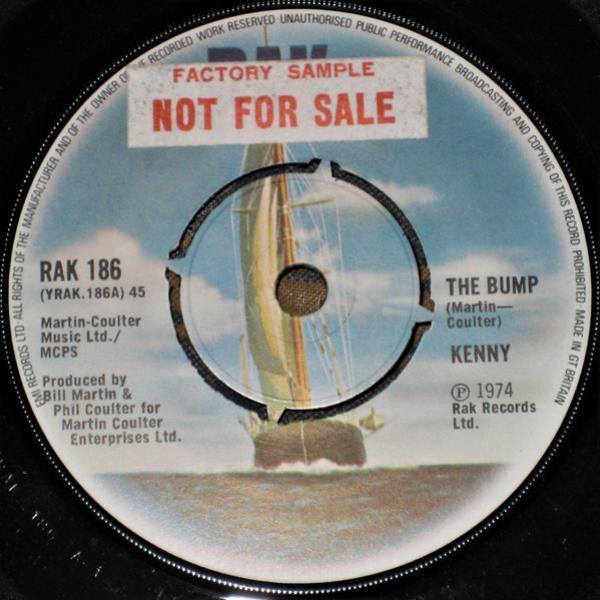 EMI RECORDS LTD · ALL RIGHTS OF THE MANUFACTURER AND OF THE OWNER OF THE RECORDED WORK RESERVED UNAUTHORISED PUBLIC PERFORMANCE BROADCASTING AND COPYING OF THIS RECORD PROHIBITED · MADE IN GT BRITAIN
RAK
FACTORY SAMPLE
NOT FOR SALE
RAK 186
(YRAK.186A) 45
Martin-Coulter
Music Ltd./
MCPS
Produced by
Bill Martin &
Phil Coulter for
Martin Coulter
Enterprises Ltd.
THE BUMP
(Martin—
Coulter)
KENNY
Ⓟ 1974
Rak Records
Ltd.